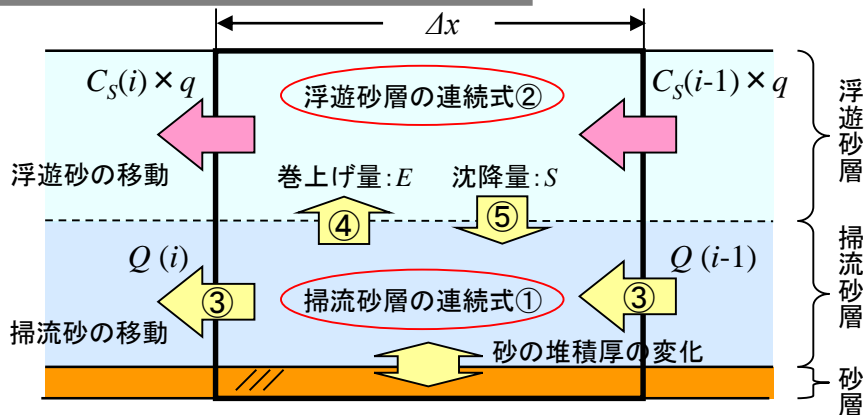 Δx
C_S(i)×q
浮遊砂層の連続式②
C_S(i-1)×q
浮遊砂の移動
巻上げ量:E
沈降量:S
④
⑤
浮遊砂層
Q (i)
Q (i-1)
③
掃流砂層の連続式①
③
掃流砂の移動
掃流砂層
砂の堆積厚の変化
砂層